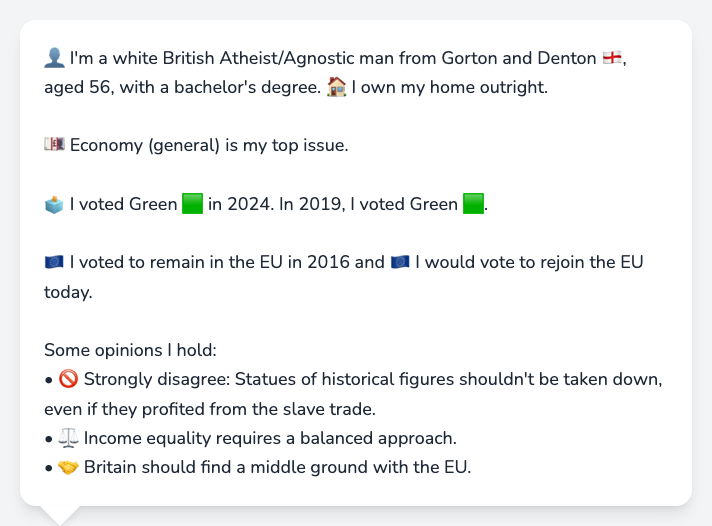 👤 I'm a white British Atheist/Agnostic man from Gorton and Denton 🏴󠁧󠁢󠁥󠁮󠁧󠁿,
aged 56, with a bachelor's degree. 🏠 I own my home outright.
💷 Economy (general) is my top issue.
🗳️ I voted Green 🟩 in 2024. In 2019, I voted Green 🟩.
🇪🇺 I voted to remain in the EU in 2016 and 🇪🇺 I would vote to rejoin the EU
today.
Some opinions I hold:
• 🚫 Strongly disagree: Statues of historical figures shouldn't be taken down,
even if they profited from the slave trade.
• ⚖️ Income equality requires a balanced approach.
• 🤝 Britain should find a middle ground with the EU.